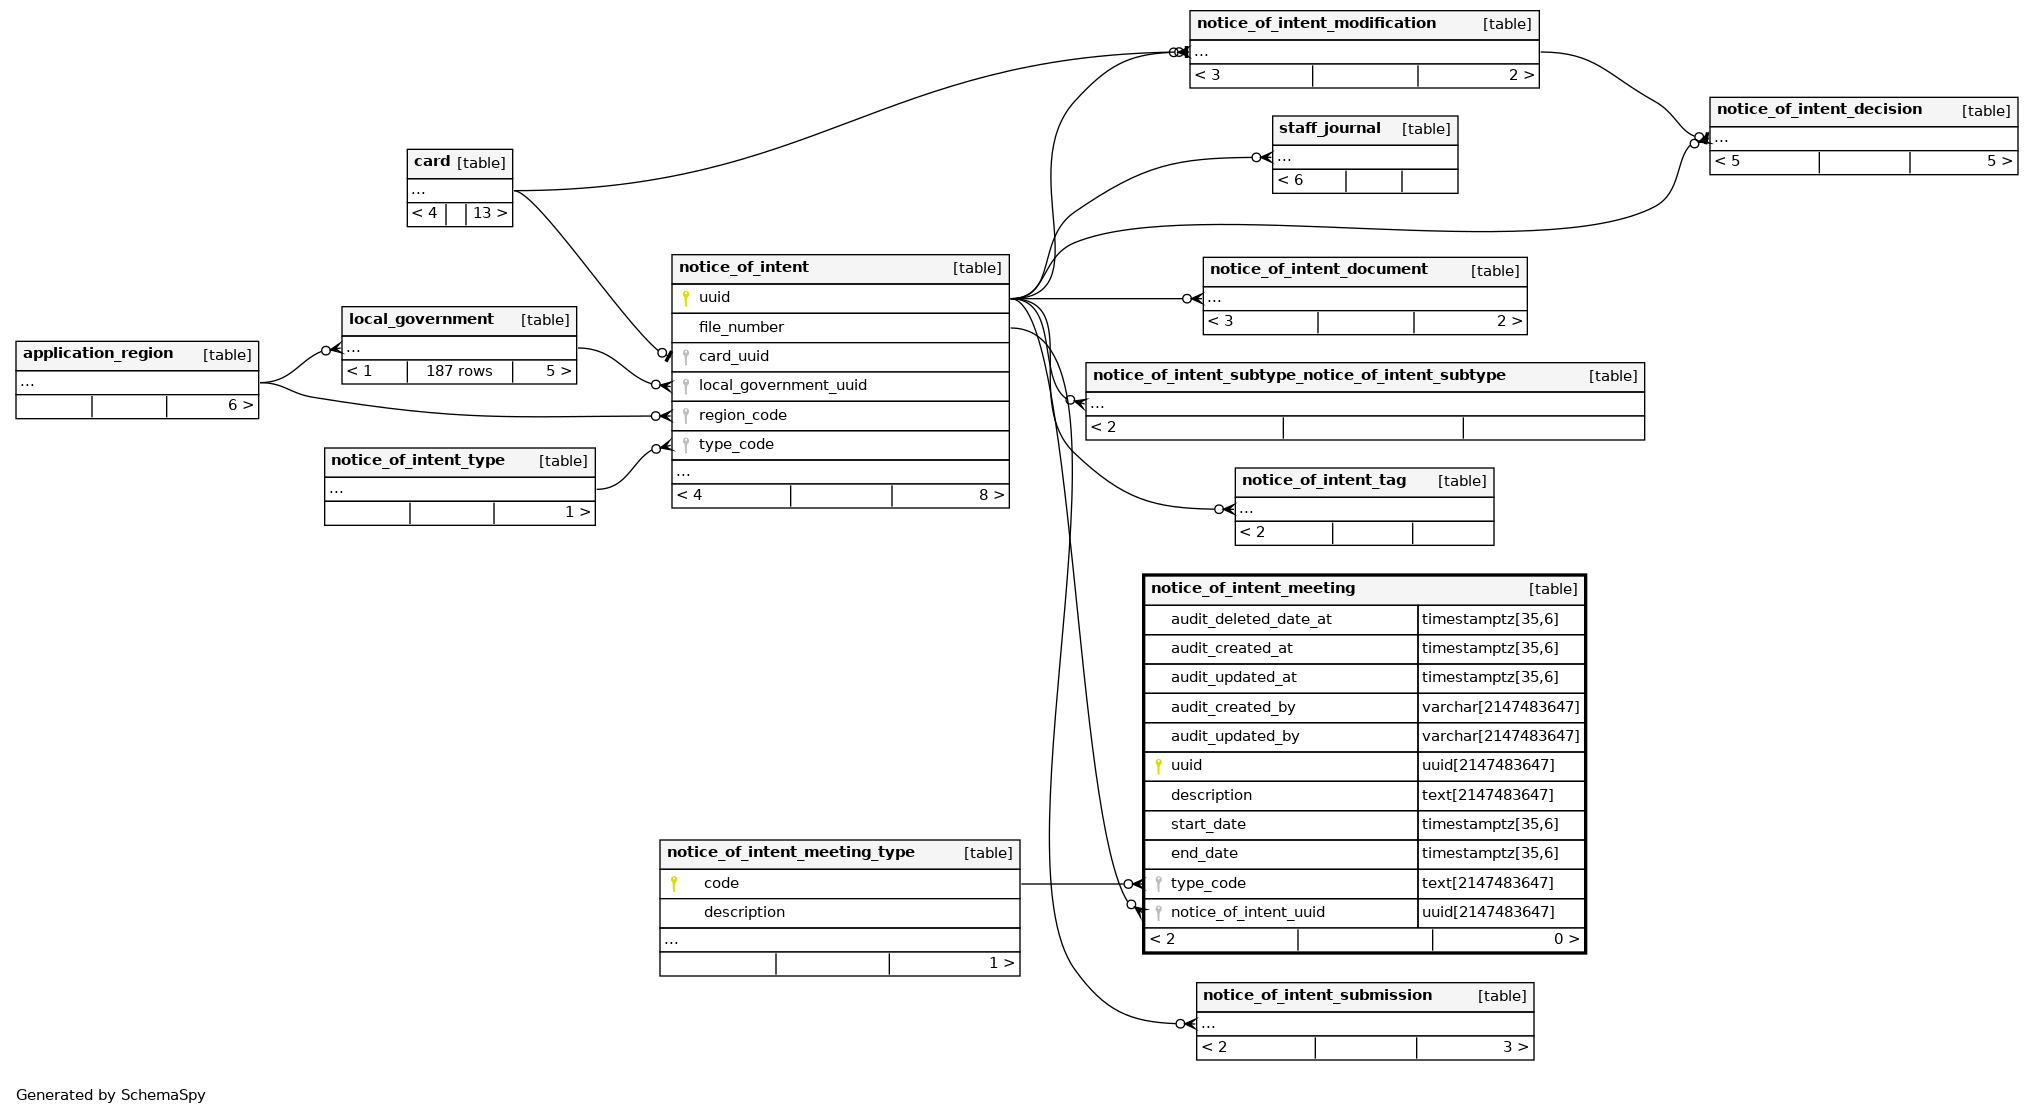 notice_of_intent_modification [table]
...
< 3 2 >
notice_of_intent_decision [table]
...
< 5 5 >
staff_journal [table]
...
< 6
card [table]
...
< 4 13 >
notice_of_intent [table]
uuid
file_number
card_uuid
local_government_uuid
region_code
type_code
...
< 4 8 >
notice_of_intent_document [table]
...
< 3 2 >
local_government [table]
...
< 1 187 rows 5 >
application_region [table]
...
6 >
notice_of_intent_subtype_notice_of_intent_subtype [table]
...
< 2
notice_of_intent_type [table]
...
1 >
notice_of_intent_tag [table]
...
< 2
notice_of_intent_meeting [table]
audit_deleted_date_at timestamptz[35,6]
audit_created_at timestamptz[35,6]
audit_updated_at timestamptz[35,6]
audit_created_by varchar[2147483647]
audit_updated_by varchar[2147483647]
uuid uuid[2147483647]
description text[2147483647]
start_date timestamptz[35,6]
end_date timestamptz[35,6]
type_code text[2147483647]
notice_of_intent_uuid uuid[2147483647]
< 2 0 >
notice_of_intent_meeting_type [table]
code
description
...
1 >
notice_of_intent_submission [table]
...
< 2 3 >
Generated by SchemaSpy